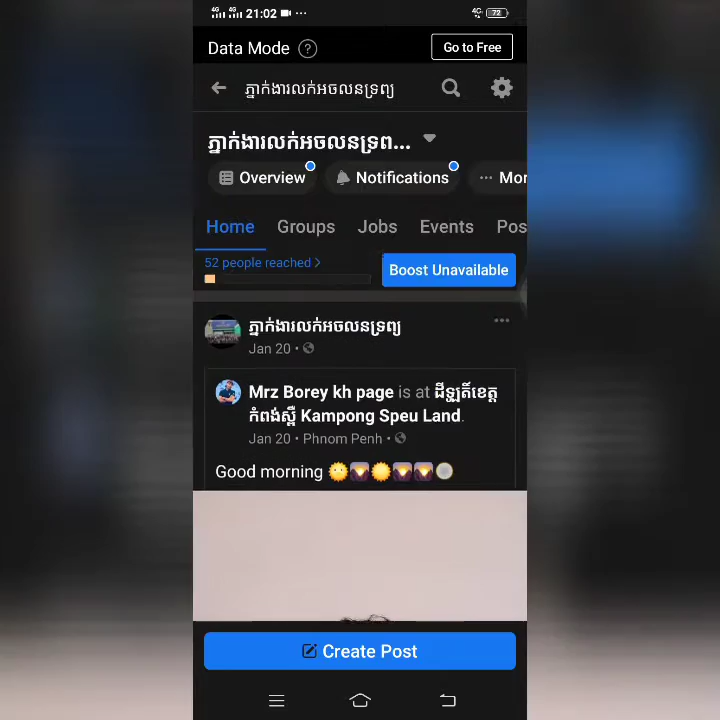 4G 4G 21:02 4G 72
Data Mode ? Go to Free
ភ្នាក់ងារលក់អចលនទ្រព្យ
ភ្នាក់ងារលក់អចលនទ្រព...
Overview Notifications Mor
Home Groups Jobs Events Pos
52 people reached
Boost Unavailable
ភ្នាក់ងារលក់អចលនទ្រព្យ
Jan 20
Mrz Borey kh page is at ដីឡូតិ៍ខេត្ត
កំពង់ស្ពឺ Kampong Speu Land.
Jan 20 • Phnom Penh •
Good morning 🌞🌄🌞🌄🌄🌕
Create Post